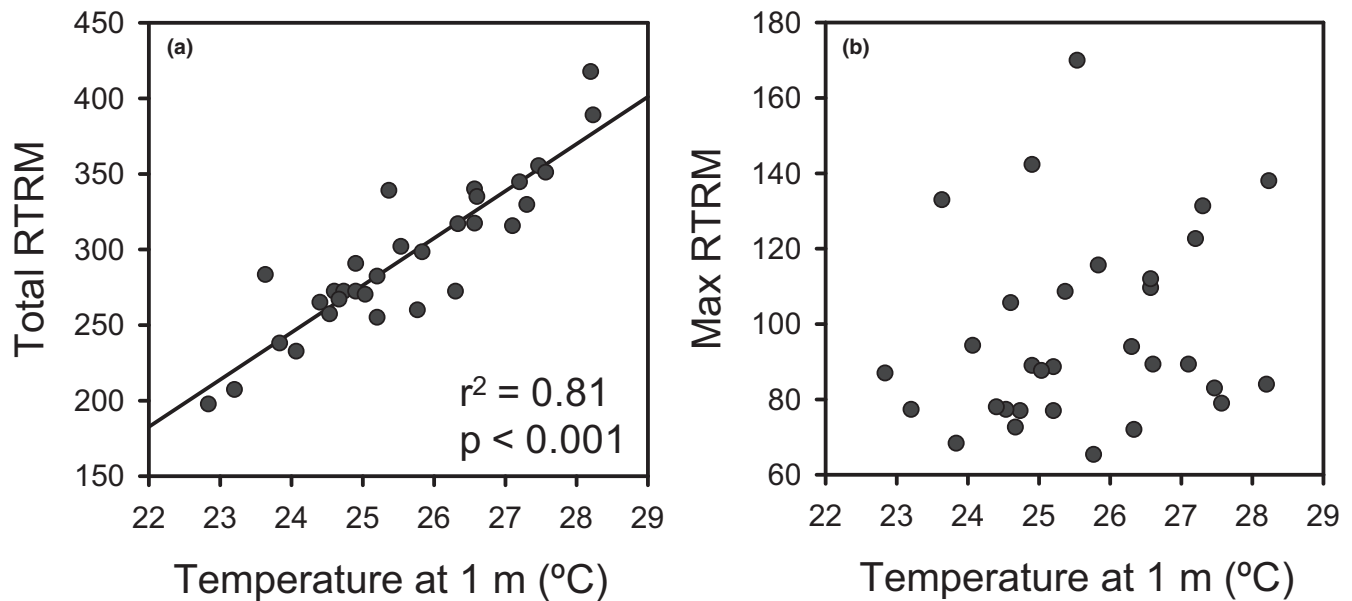 (a)
450
400
350
300
250
200
150
Total RTRM
r² = 0.81
p < 0.001
22 23 24 25 26 27 28 29
Temperature at 1 m (ºC)
(b)
180
160
140
120
100
80
60
Max RTRM
22 23 24 25 26 27 28 29
Temperature at 1 m (ºC)